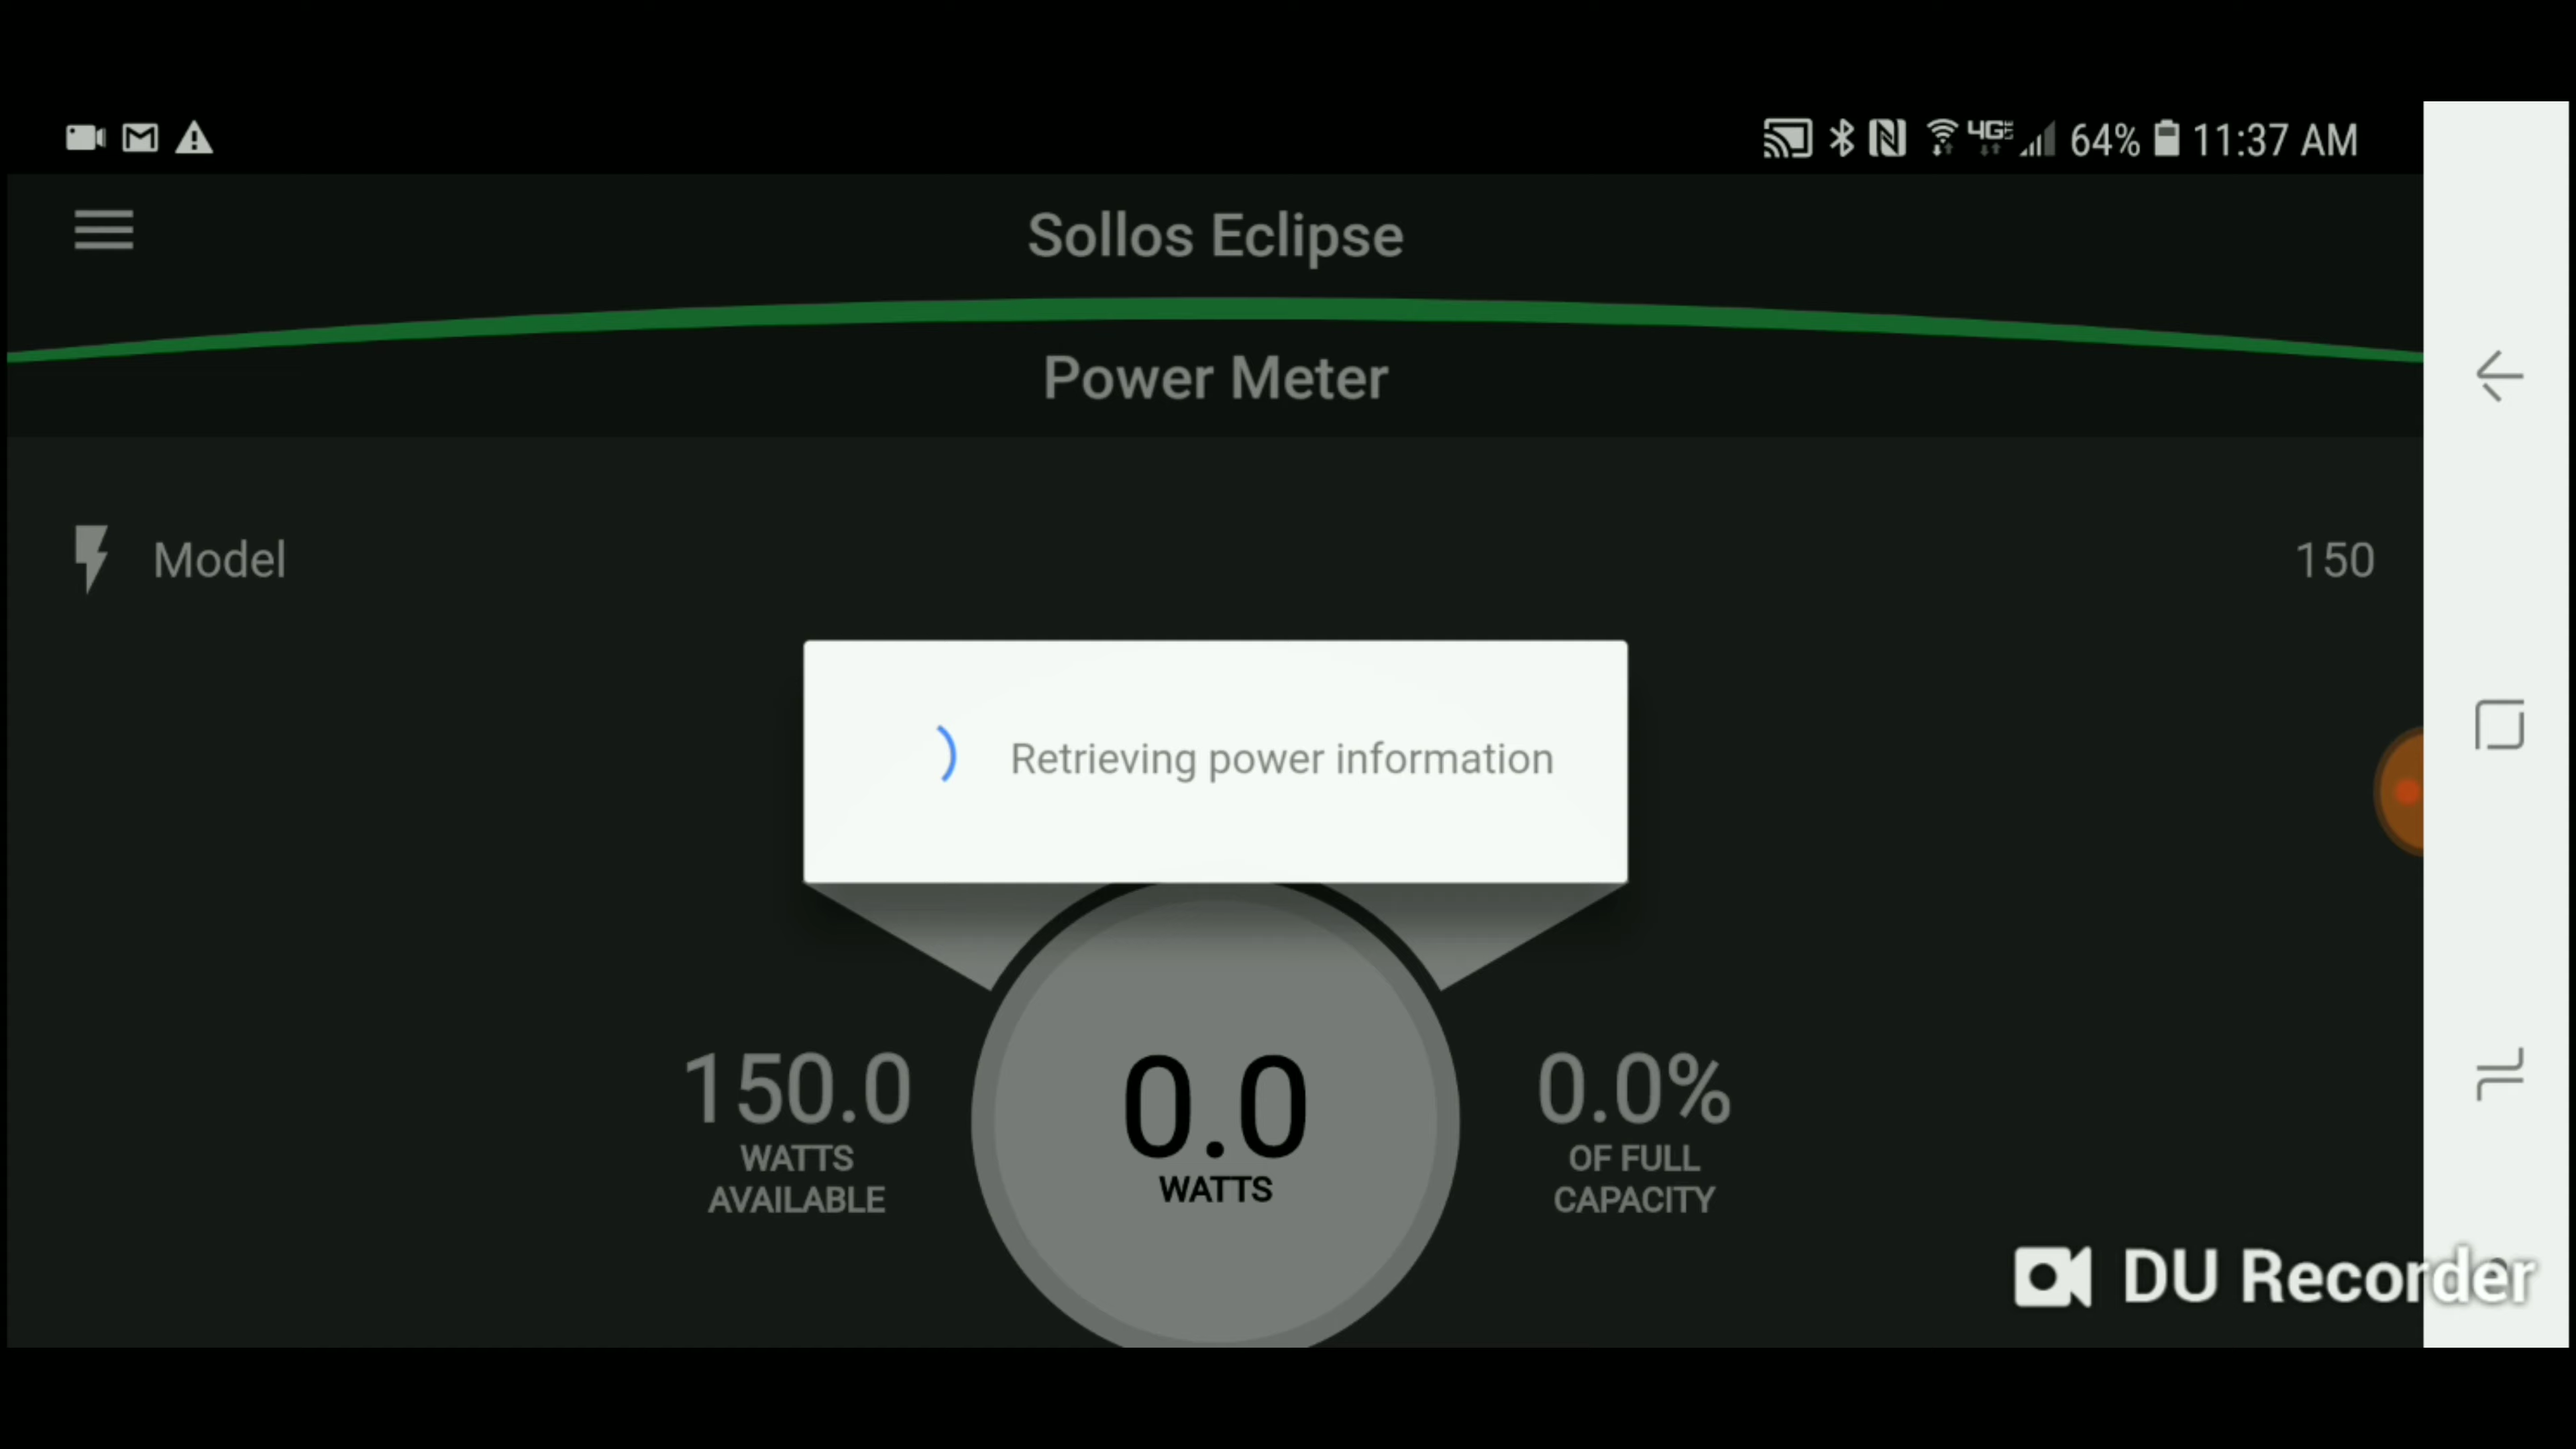 64% 11:37 AM
Sollos Eclipse
Power Meter
Model 150
Retrieving power information
150.0
WATTS
AVAILABLE
0.0
WATTS
0.0%
OF FULL
CAPACITY
DU Recorder